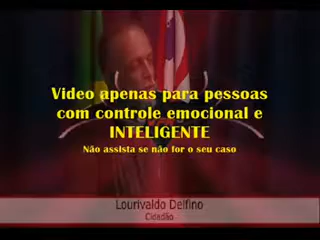 Video apenas para pessoas
com controle emocional e
INTELIGENTE
Não assista se não for o seu caso
Lourivaldo Delfino
Cidadão